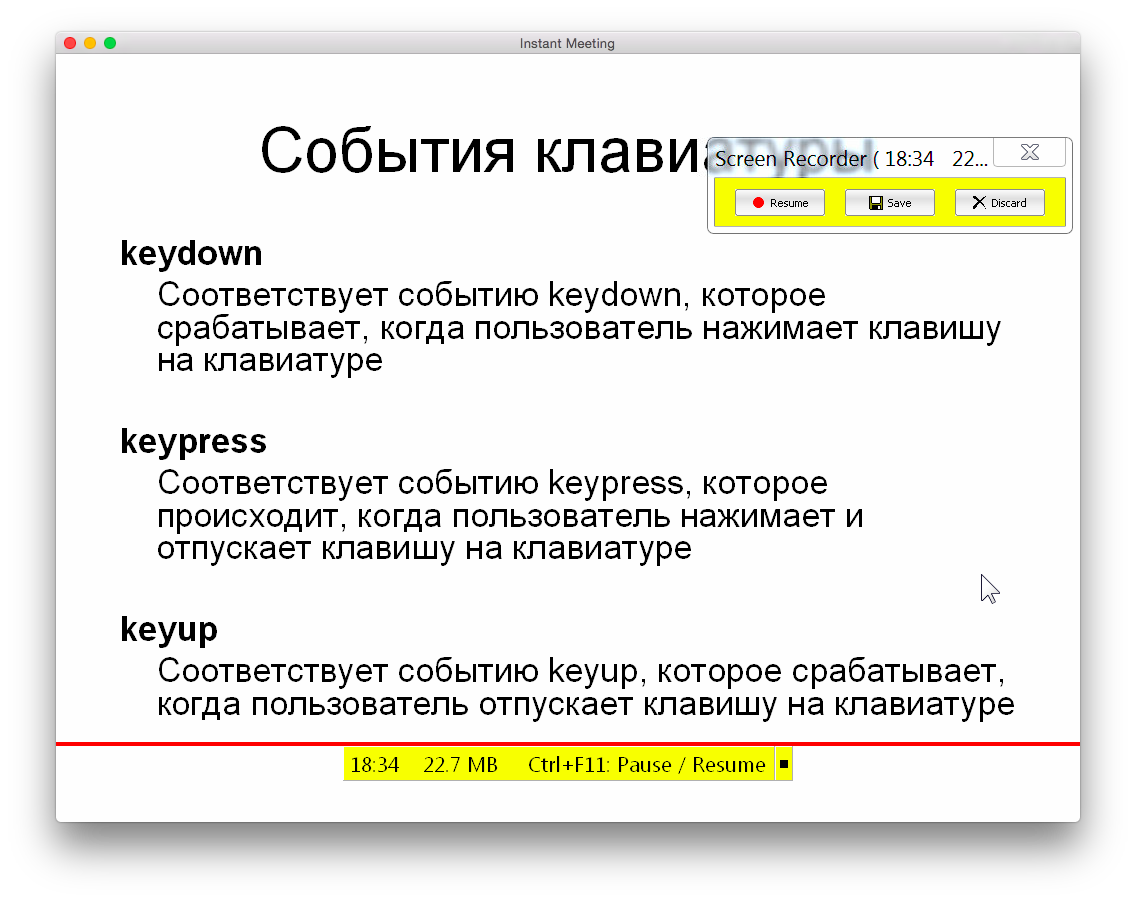 Instant Meeting
События клавиатуры
Screen Recorder ( 18:34 22...
Resume
Save
Discard
keydown
Соответствует событию keydown, которое
срабатывает, когда пользователь нажимает клавишу
на клавиатуре
keypress
Соответствует событию keypress, которое
происходит, когда пользователь нажимает и
отпускает клавишу на клавиатуре
keyup
Соответствует событию keyup, которое срабатывает,
когда пользователь отпускает клавишу на клавиатуре
18:34 22.7 MB Ctrl+F11: Pause / Resume